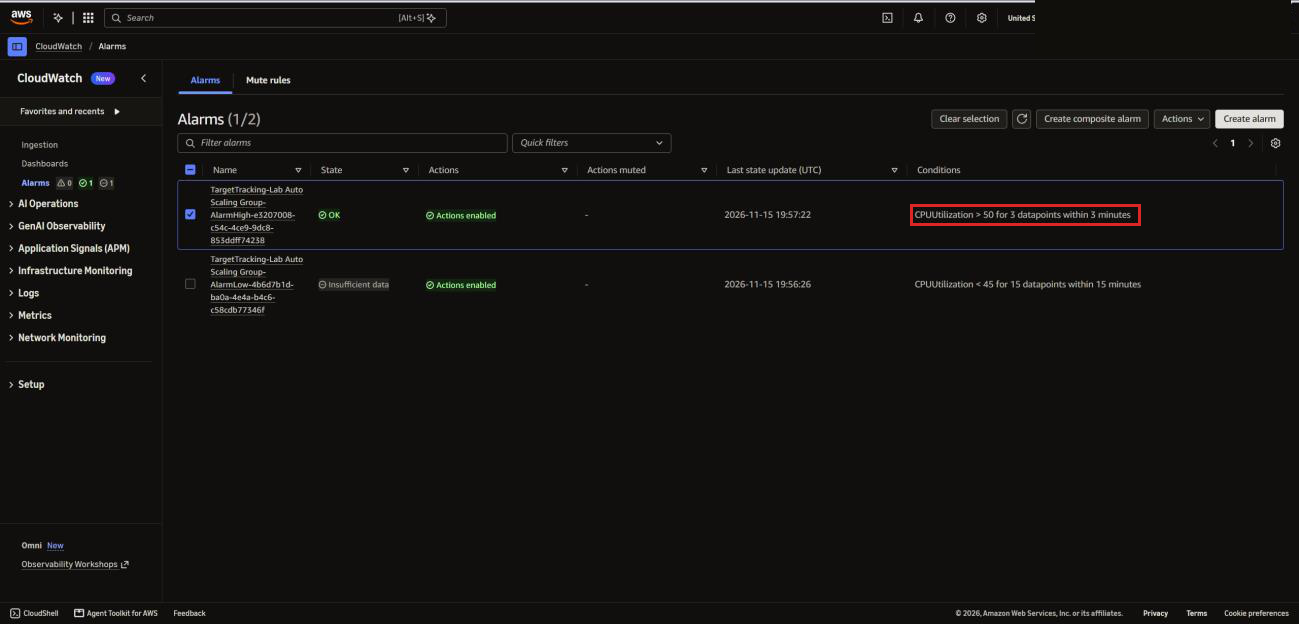 aws
Search [Alt+S]
United S
CloudWatch / Alarms
CloudWatch New
Favorites and recents
Ingestion
Dashboards
Alarms 0 1 1
AI Operations
GenAI Observability
Application Signals (APM)
Infrastructure Monitoring
Logs
Metrics
Network Monitoring
Setup
Omni New
Observability Workshops
Alarms Mute rules
Alarms (1/2)
Clear selection Create composite alarm Actions Create alarm
Filter alarms Quick filters 1
Name State Actions Actions muted Last state update (UTC) Conditions
TargetTracking-Lab Auto
Scaling Group-
AlarmHigh-e3207008-
c54c-4ce9-9dc8-
853ddff74238
OK Actions enabled - 2026-11-15 19:57:22 CPUUtilization > 50 for 3 datapoints within 3 minutes
TargetTracking-Lab Auto
Scaling Group-
AlarmLow-4b6d7b1d-
ba0a-4e4a-b4c6-
c58cdb77346f
Insufficient data Actions enabled - 2026-11-15 19:56:26 CPUUtilization < 45 for 15 datapoints within 15 minutes
CloudShell Agent Toolkit for AWS Feedback © 2026, Amazon Web Services, Inc. or its affiliates. Privacy Terms Cookie preferences